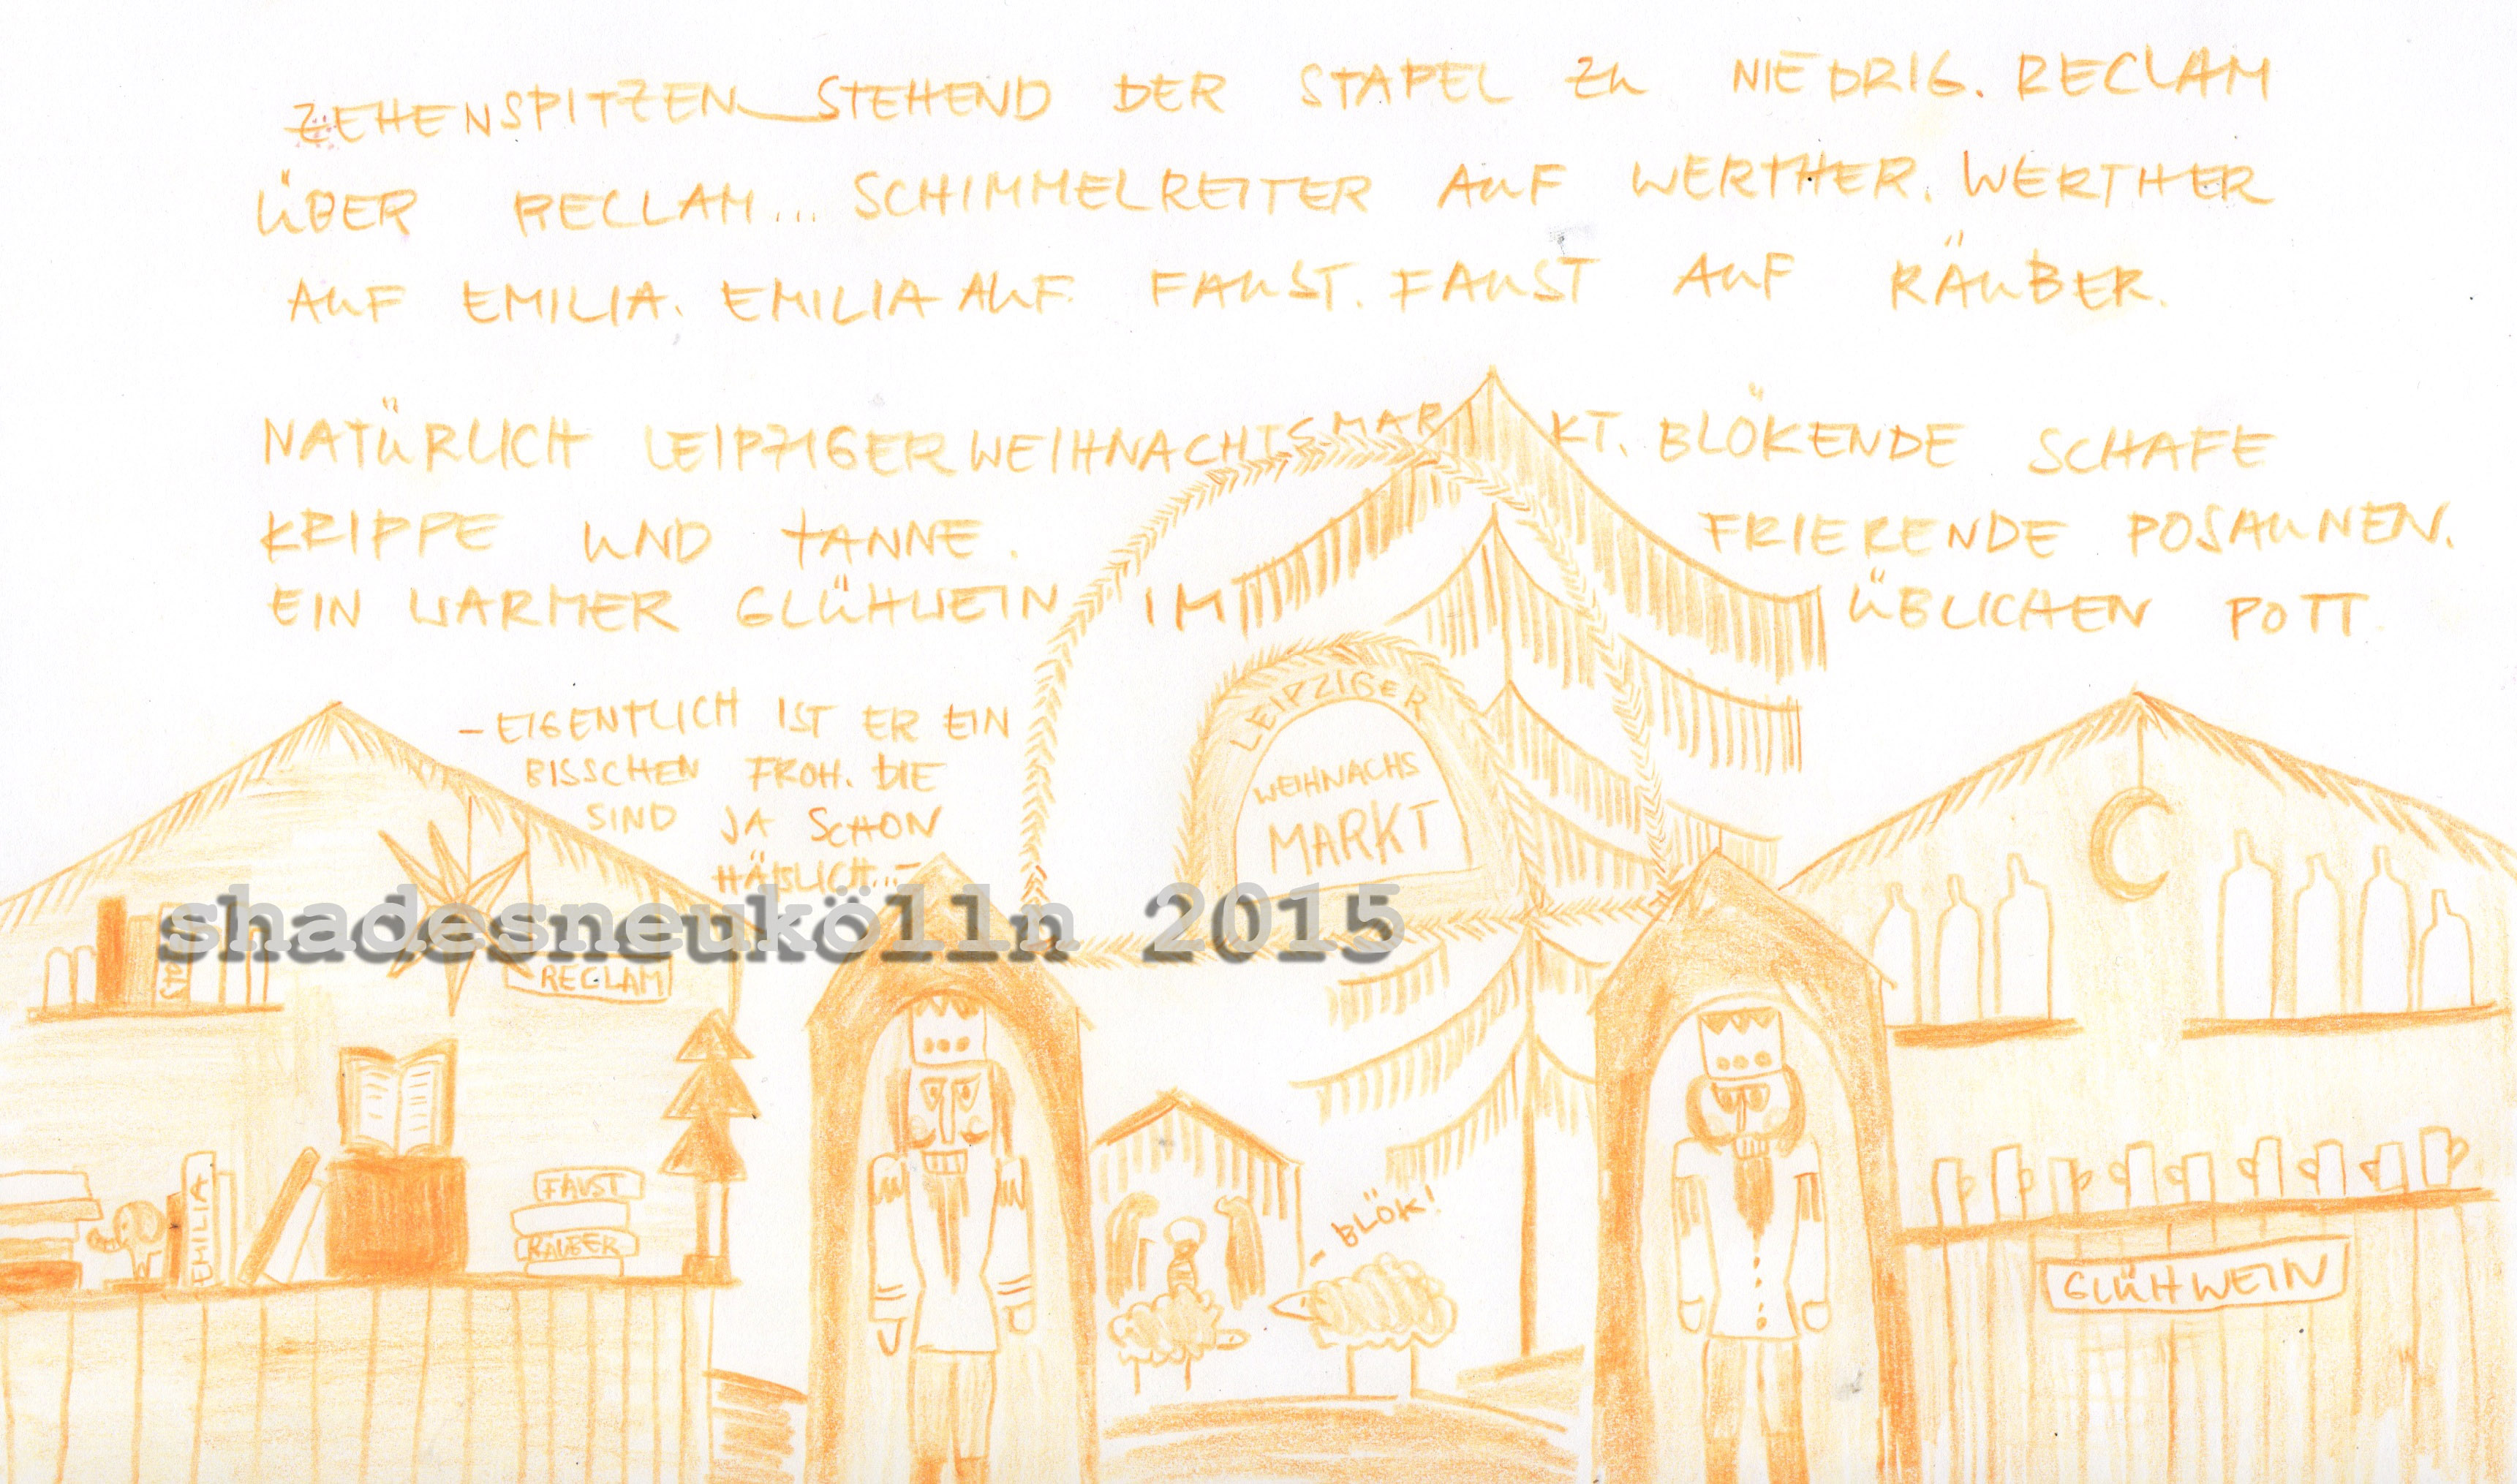 ZEHENSPITZEN STEHEND DER STAPEL ZU NIEDRIG. RECLAM
ÜBER RECLAM... SCHIMMELREITER AUF WERTHER. WERTHER
AUF EMILIA. EMILIA AUF FAUST. FAUST AUF RÄUBER.
NATÜRLICH LEIPZIGER WEIHNACHTSMARKT. BLÖKENDE SCHAFE
KRIPPE UND TANNE. FRIERENDE POSAUNEN.
EIN WARMER GLÜHWEIN IM ÜBLICHEN POTT
- EIGENTLICH IST ER EIN
BISSCHEN FROH. DIE
SIND JA SCHON
HÄßLICH... -
LEIPZIGER
WEIHNACHS
MARKT
shadesneukölln 2015
RECLAM
EMILIA
FAUST
RÄUBER
- BLÖK!
GLÜHWEIN